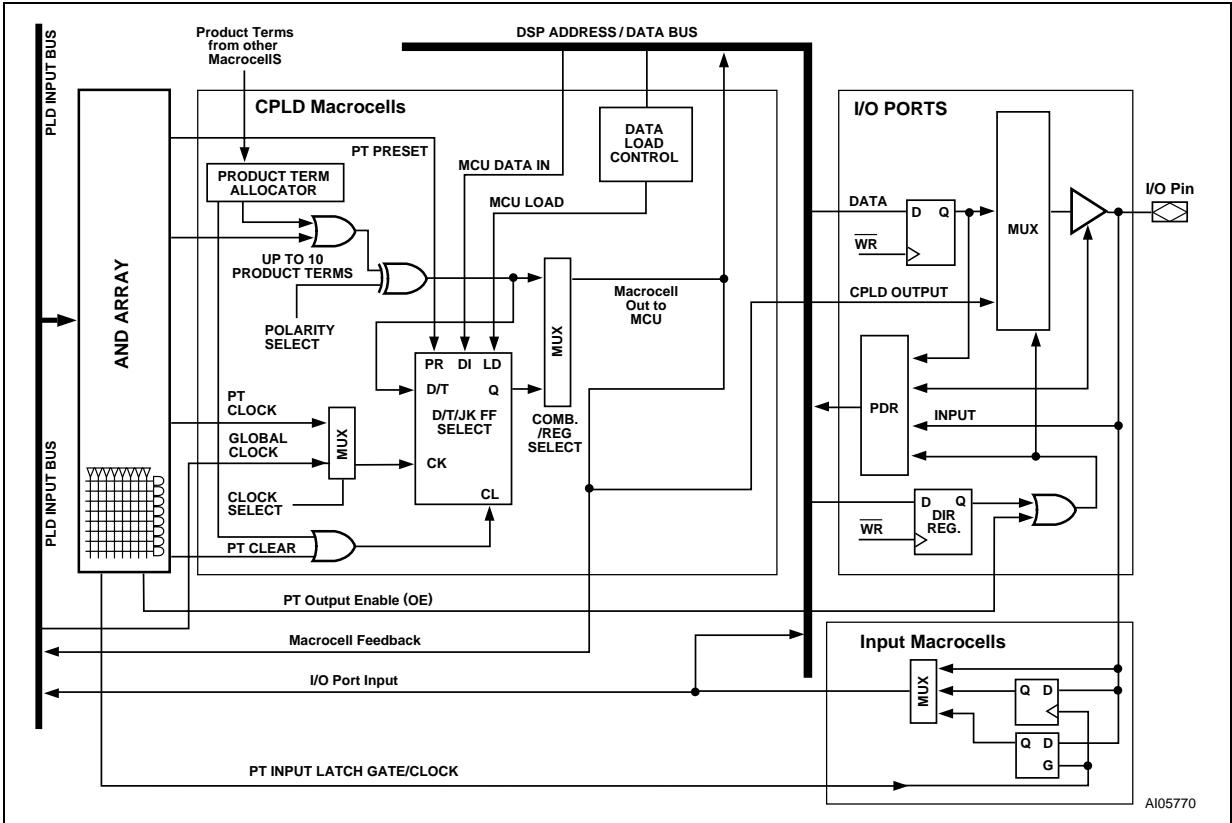 Product Terms
from other
MacrocellS
DSP ADDRESS / DATA BUS
PLD INPUT BUS
CPLD Macrocells
I/O PORTS
DATA
LOAD
CONTROL
PT PRESET
MCU DATA IN
PRODUCT TERM
ALLOCATOR
MCU LOAD
DATA
D Q
WR
MUX
I/O Pin
AND ARRAY
UP TO 10
PRODUCT TERMS
POLARITY
SELECT
MUX
Macrocell
Out to
MCU
CPLD OUTPUT
PR DI LD
D/T Q
D/T/JK FF
SELECT
CK
CL
COMB.
/REG
SELECT
PDR
INPUT
PT
CLOCK
GLOBAL
CLOCK
MUX
CLOCK
SELECT
PT CLEAR
PLD INPUT BUS
D Q
DIR
REG.
WR
PT Output Enable (OE)
Macrocell Feedback
I/O Port Input
Input Macrocells
MUX
Q D
Q D
G
PT INPUT LATCH GATE/CLOCK
AI05770